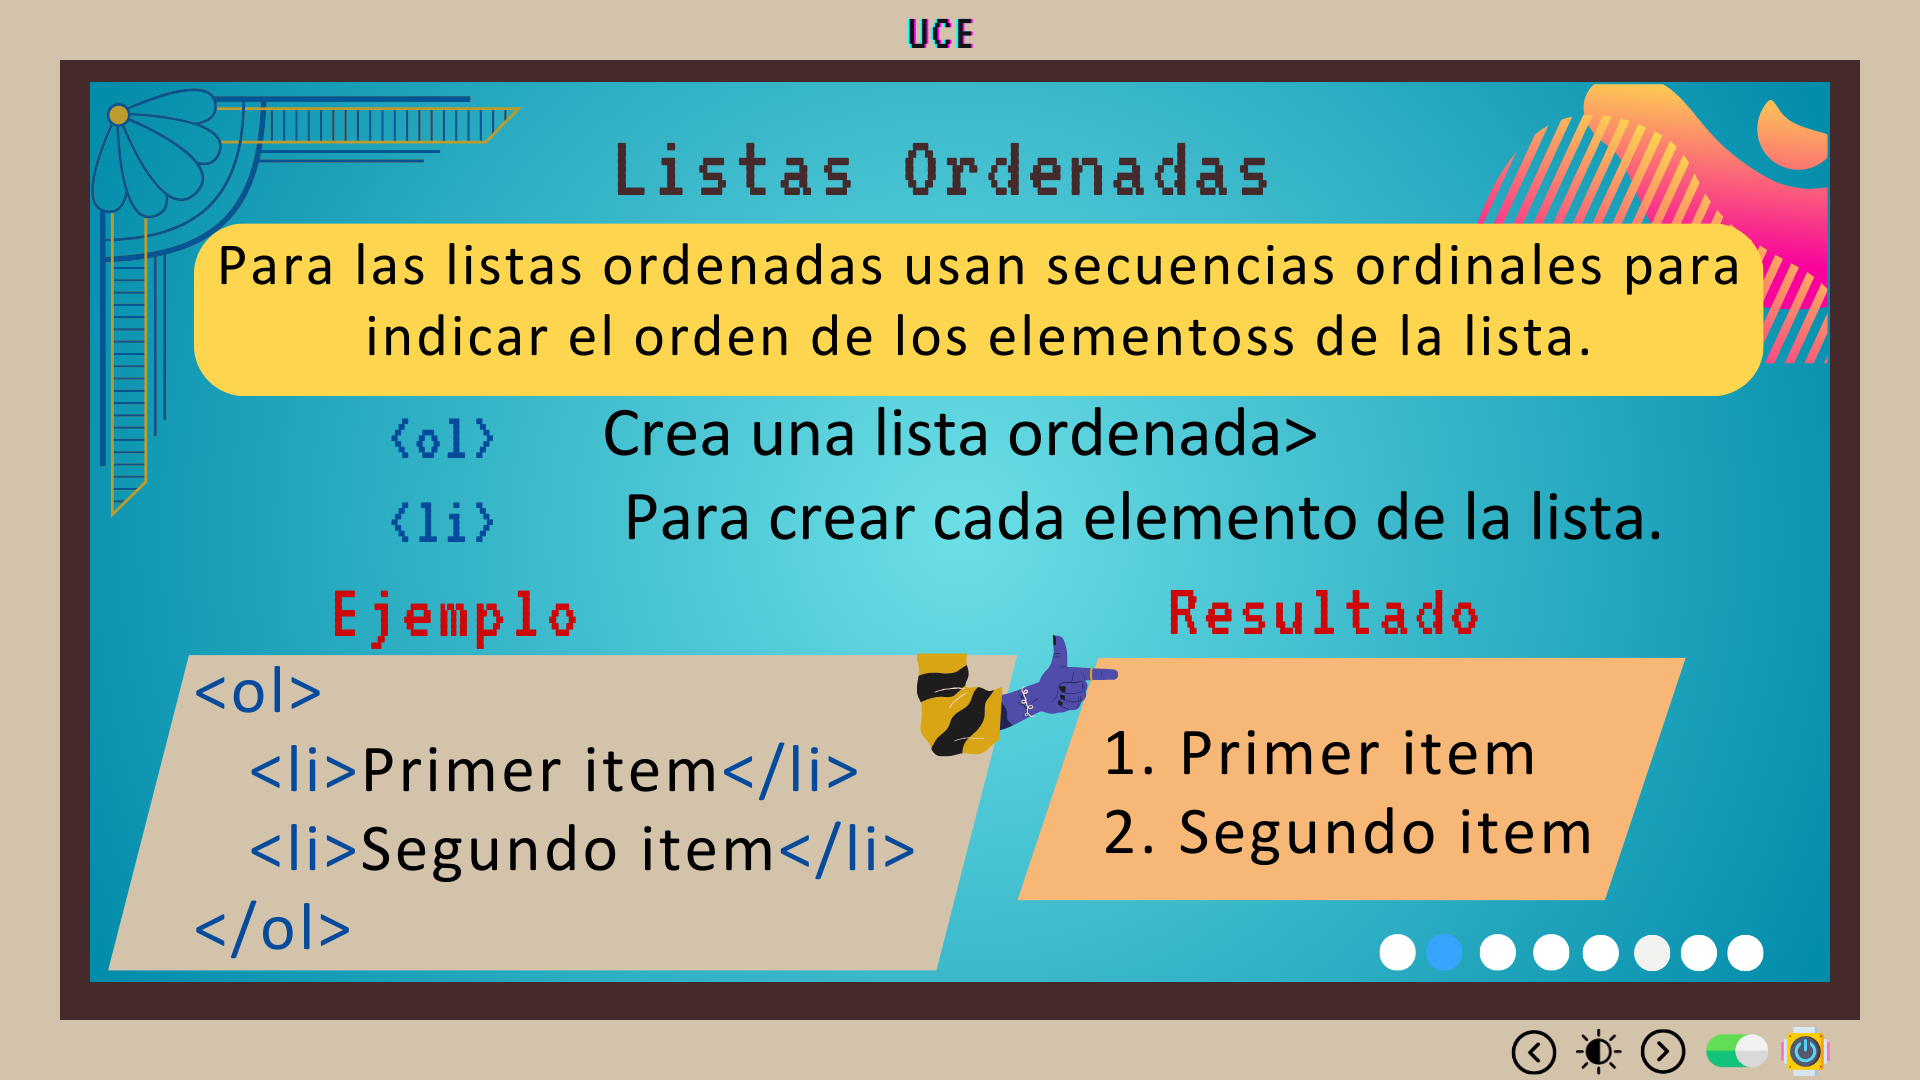 UCE
Listas Ordenadas
Para las listas ordenadas usan secuencias ordinales para
indicar el orden de los elementoss de la lista.
<ol> Crea una lista ordenada>
<li> Para crear cada elemento de la lista.
Ejemplo
<ol>
<li>Primer item</li>
<li>Segundo item</li>
</ol>
Resultado
1. Primer item
2. Segundo item